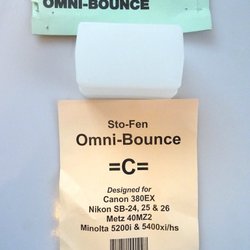 OMNI-BOUNCE
Sto-Fen
Omni-Bounce
=C=
Designed for
Canon 380EX
Nikon SB-24, 25 & 26
Metz 40MZ2
Minolta 5200i & 5400xi/hs